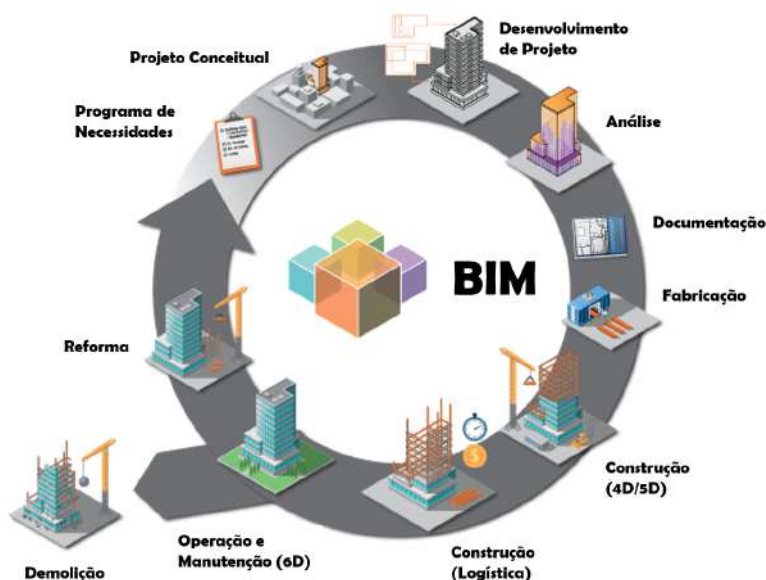 Programa de
Necessidades
Projeto Conceitual
Desenvolvimento
de Projeto
Análise
Documentação
Fabricação
Construção
(4D/5D)
Construção
(Logística)
Operação e
Manutenção (6D)
Demolição
Reforma
BIM
$